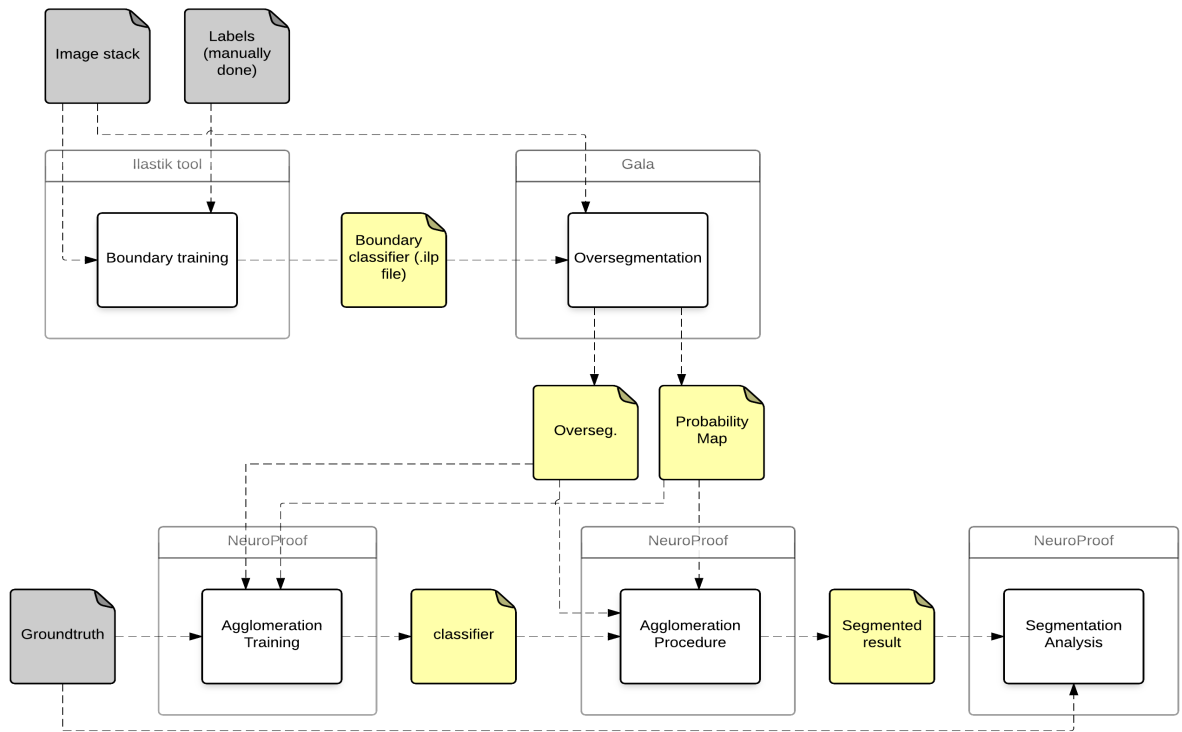 Image stack
Labels
(manually
done)
Ilastik tool
Gala
Boundary training
Boundary
classifier (.ilp
file)
Oversegmentation
Overseg.
Probability
Map
NeuroProof
NeuroProof
NeuroProof
Groundtruth
Agglomeration
Training
classifier
Agglomeration
Procedure
Segmented
result
Segmentation
Analysis